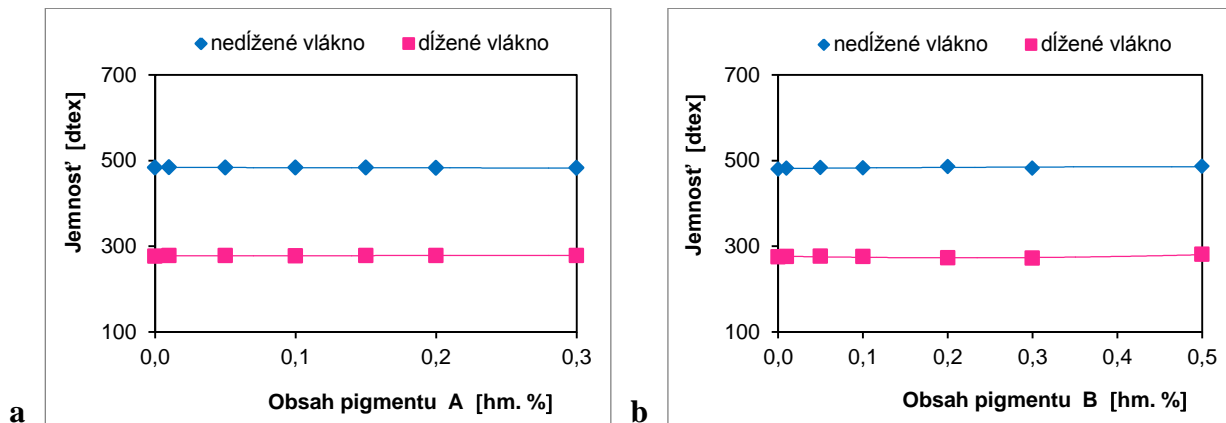 nedĺžené vlákno dĺžené vlákno
700
500
300
100
Jemnosť [dtex]
0,0 0,1 0,2 0,3
Obsah pigmentu A [hm. %]
a
nedĺžené vlákno dĺžené vlákno
700
500
300
100
Jemnosť [dtex]
0,0 0,1 0,2 0,3 0,4 0,5
Obsah pigmentu B [hm. %]
b